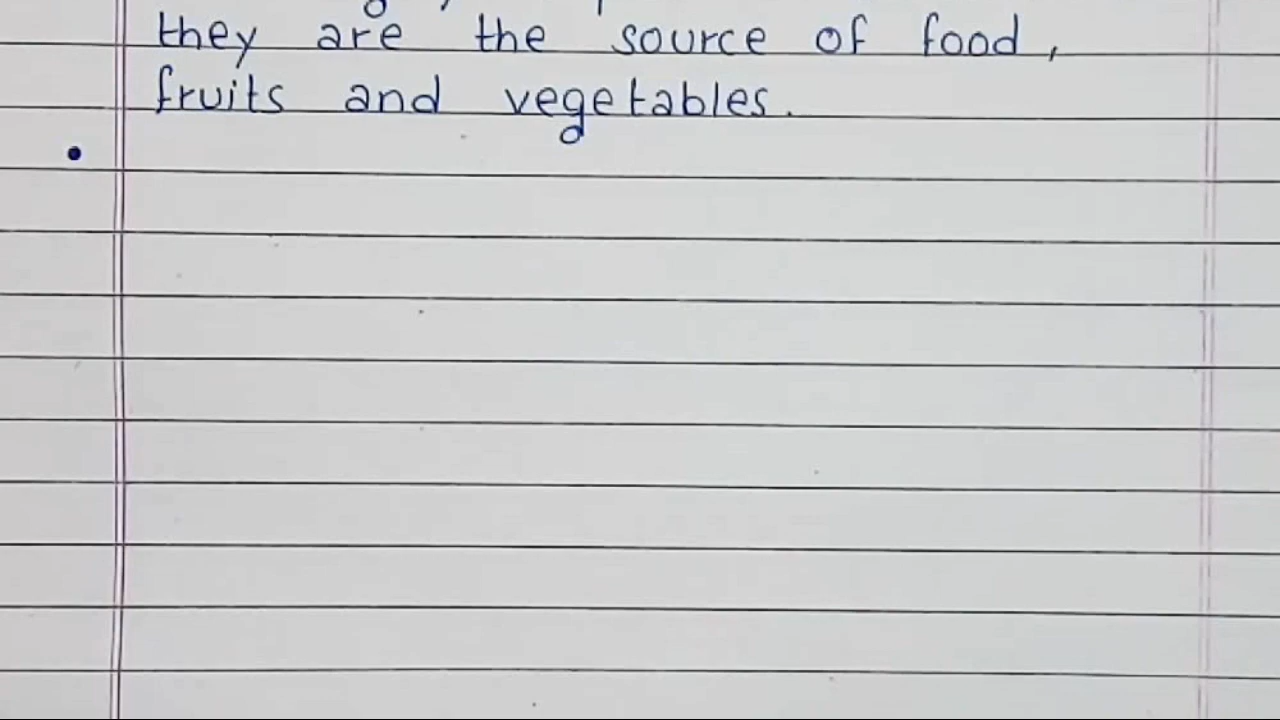 they are the source of food,
fruits and vegetables.
•